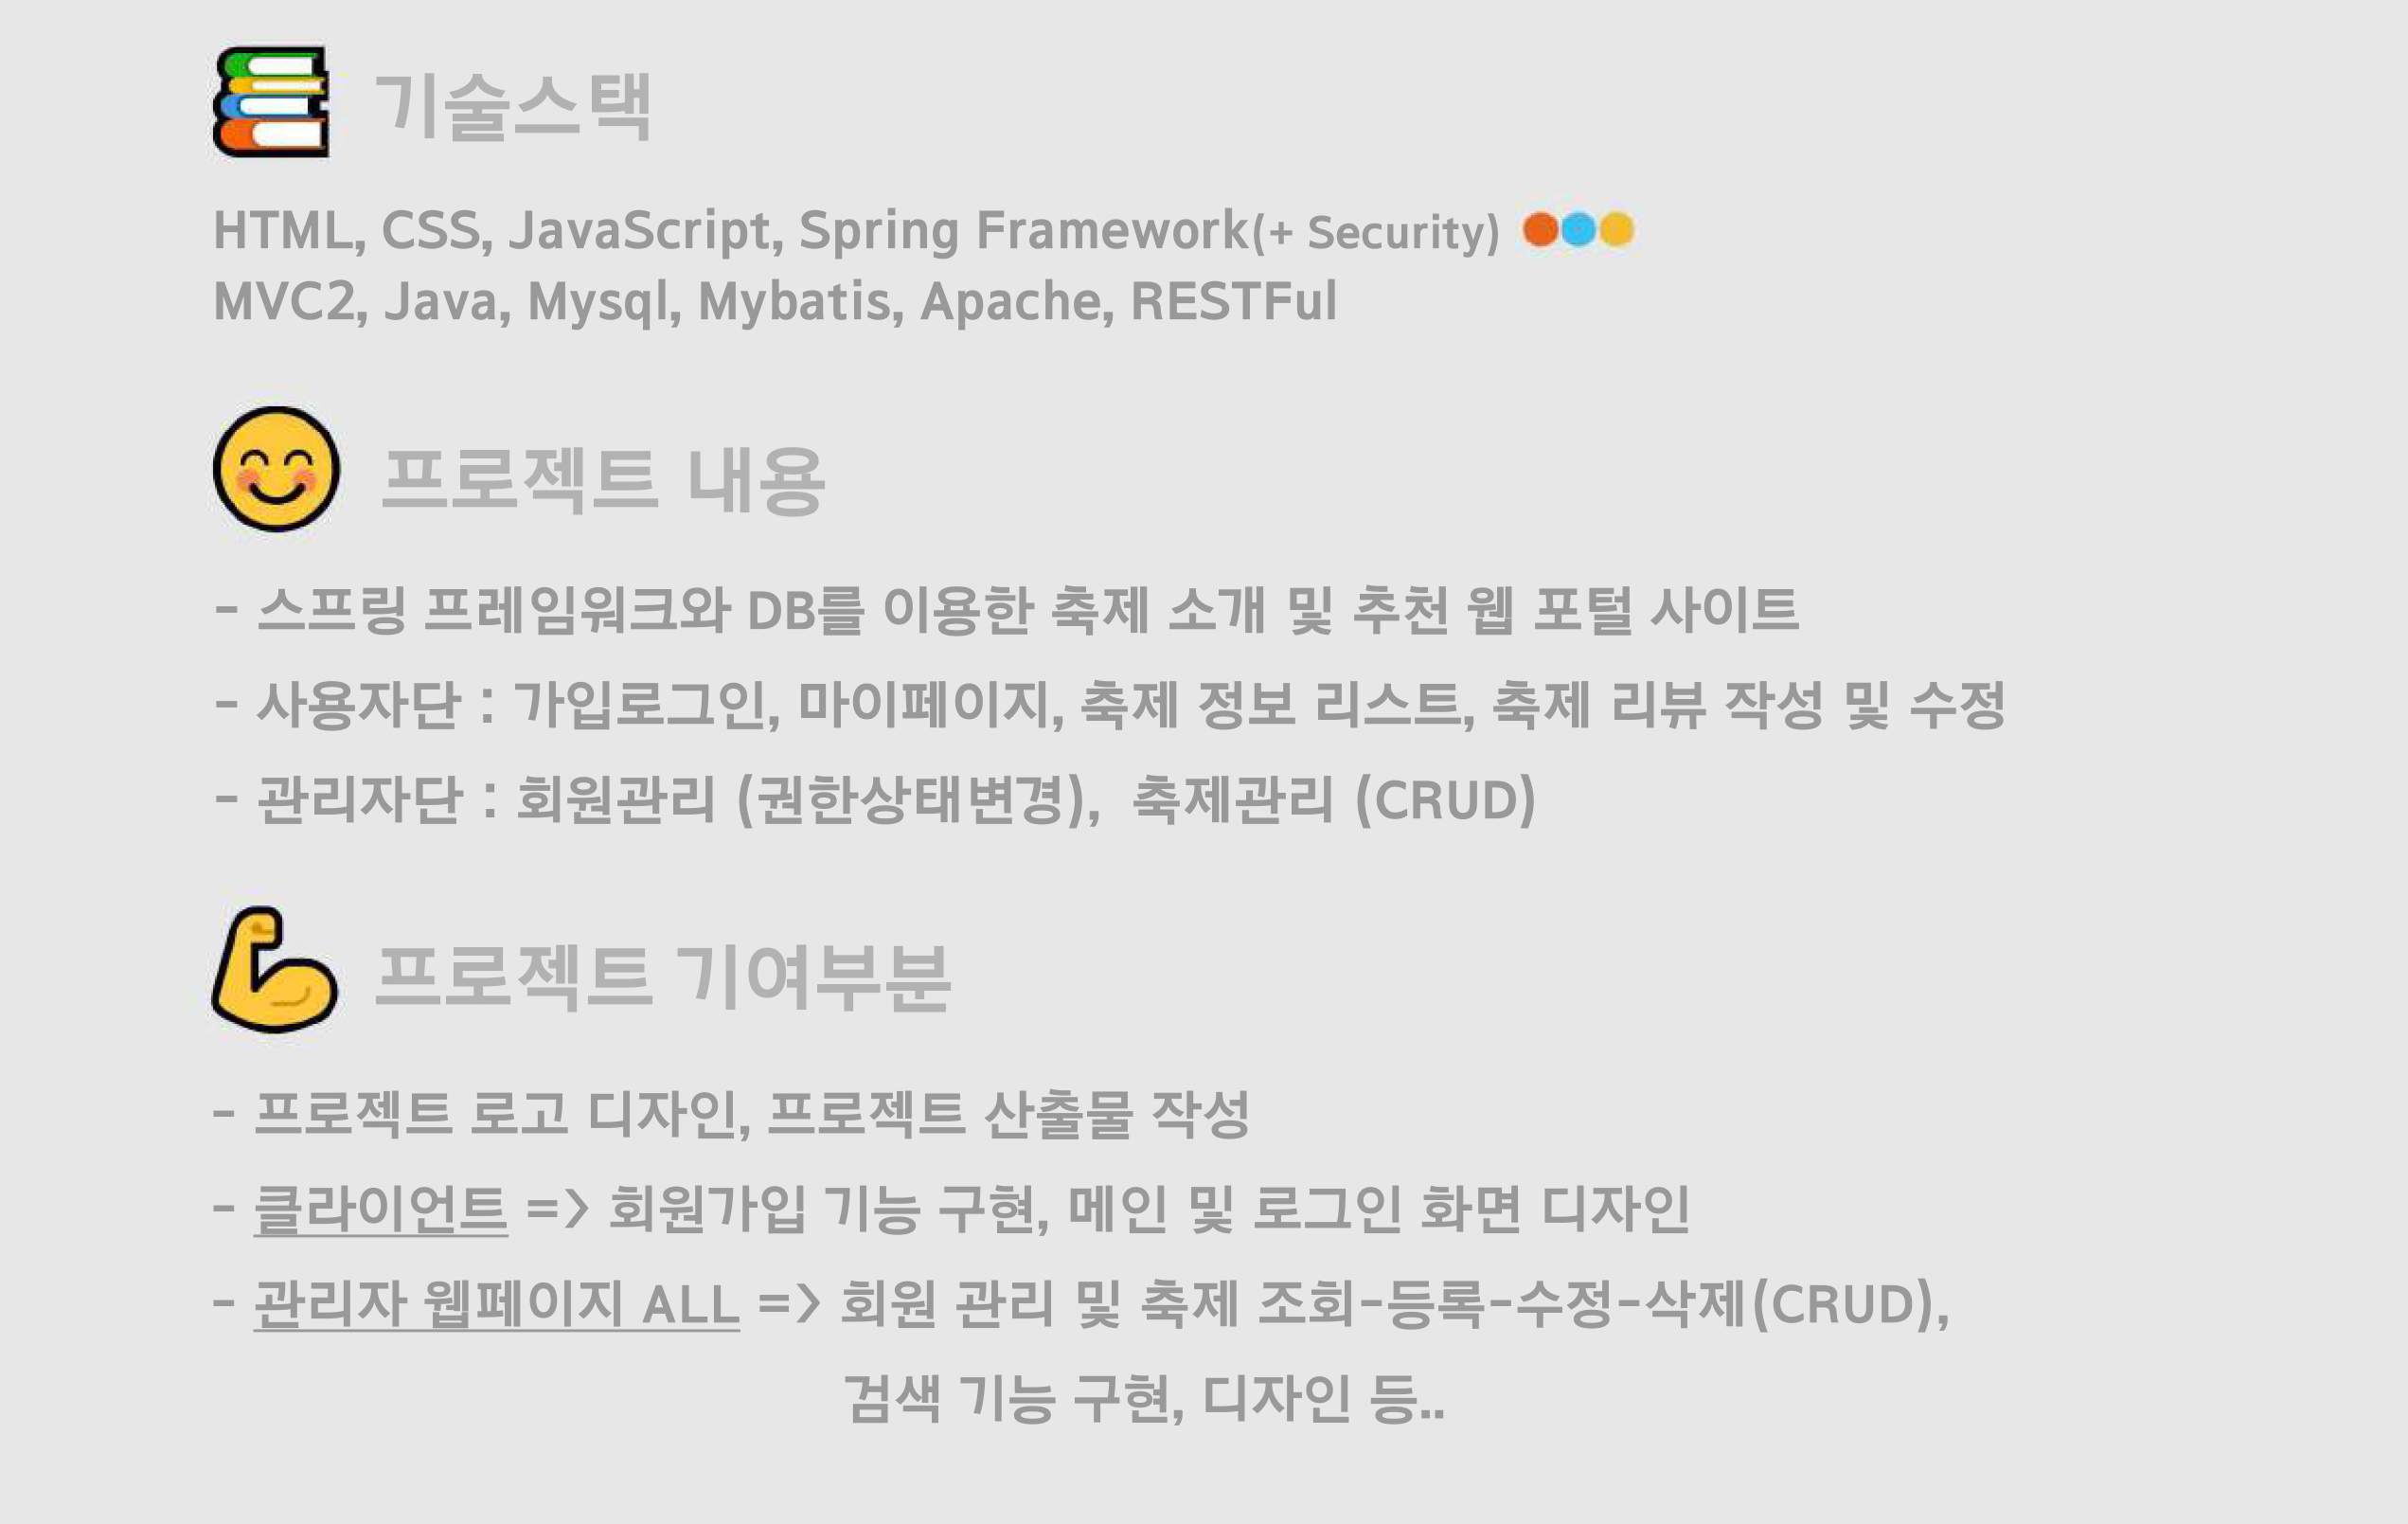 기술스택
HTML, CSS, JavaScript, Spring Framework(+ Security)
MVC2, Java, Mysql, Mybatis, Apache, RESTFul
프로젝트 내용
- 스프링 프레임워크와 DB를 이용한 축제 소개 및 추천 웹 포털 사이트
- 사용자단 : 가입로그인, 마이페이지, 축제 정보 리스트, 축제 리뷰 작성 및 수정
- 관리자단 : 회원관리 (권한상태변경), 축제관리 (CRUD)
프로젝트 기여부분
- 프로젝트 로고 디자인, 프로젝트 산출물 작성
- 클라이언트 => 회원가입 기능 구현, 메인 및 로그인 화면 디자인
- 관리자 웹페이지 ALL => 회원 관리 및 축제 조회-등록-수정-삭제(CRUD),
검색 기능 구현, 디자인 등..